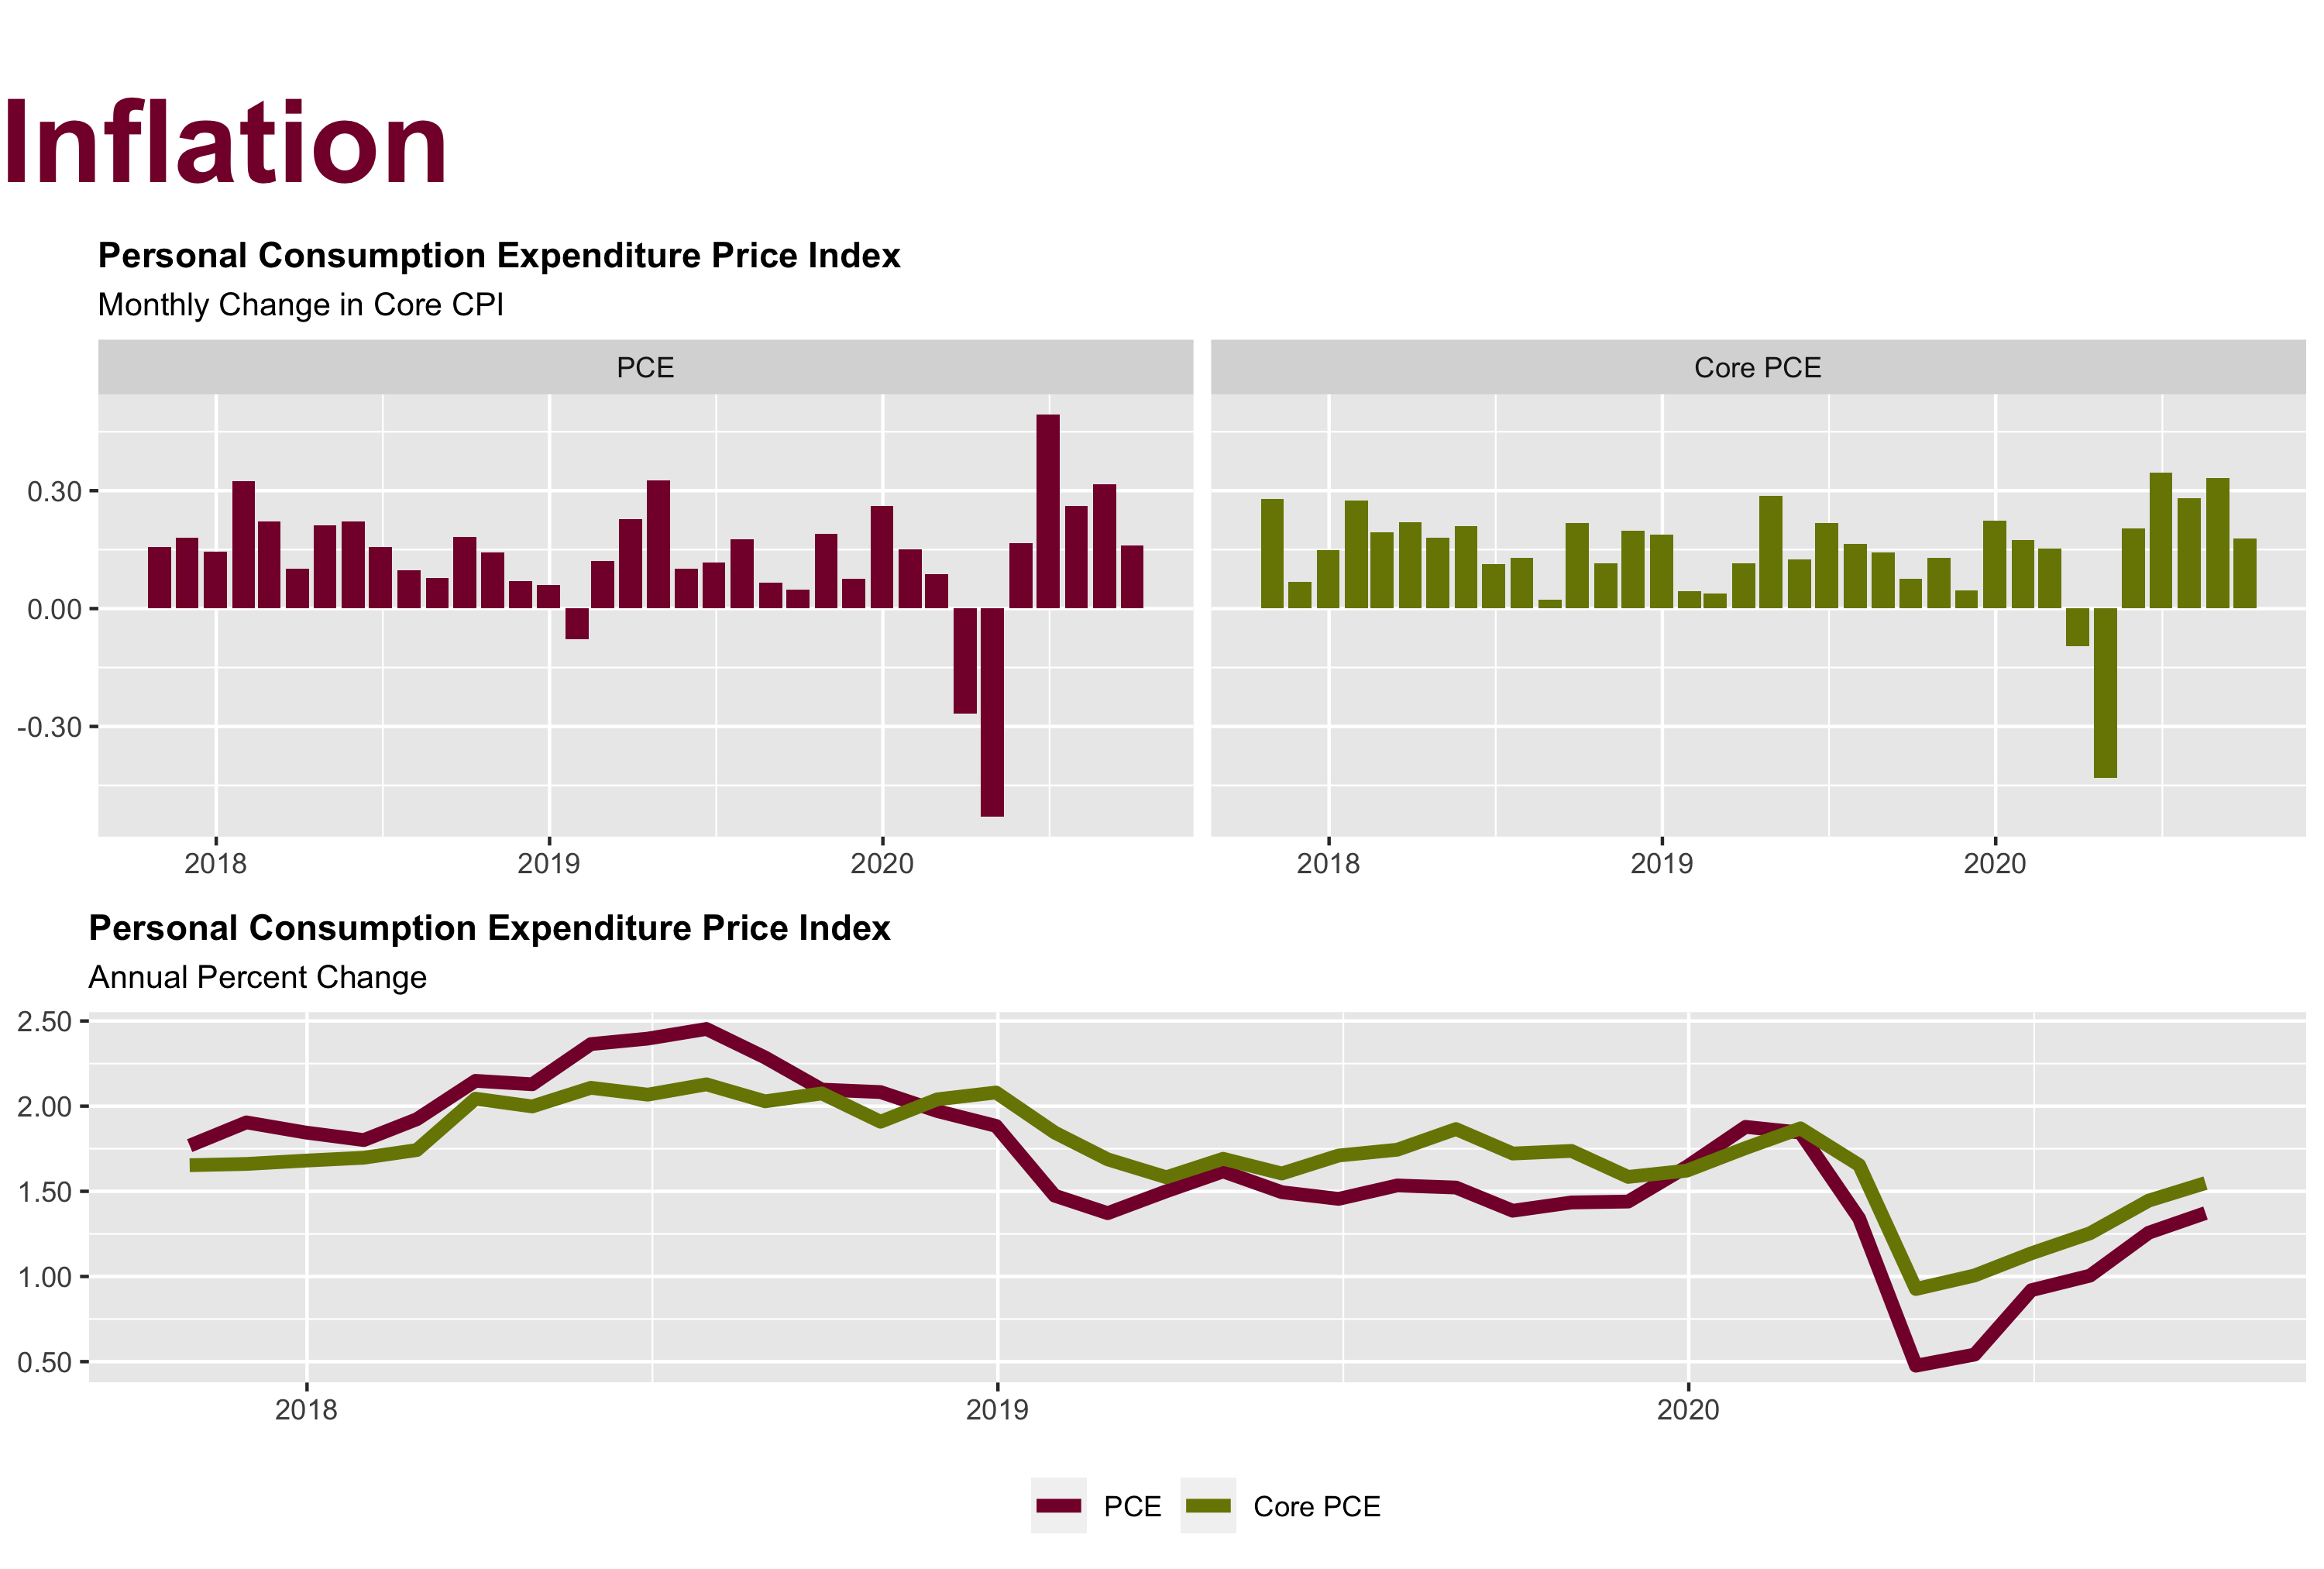 Inflation
Personal Consumption Expenditure Price Index
Monthly Change in Core CPI
PCE
Core PCE
0.30
0.00
-0.30
2018
2019
2020
2018
2019
2020
Personal Consumption Expenditure Price Index
Annual Percent Change
2.50
2.00
1.50
1.00
0.50
2018
2019
2020
PCE
Core PCE